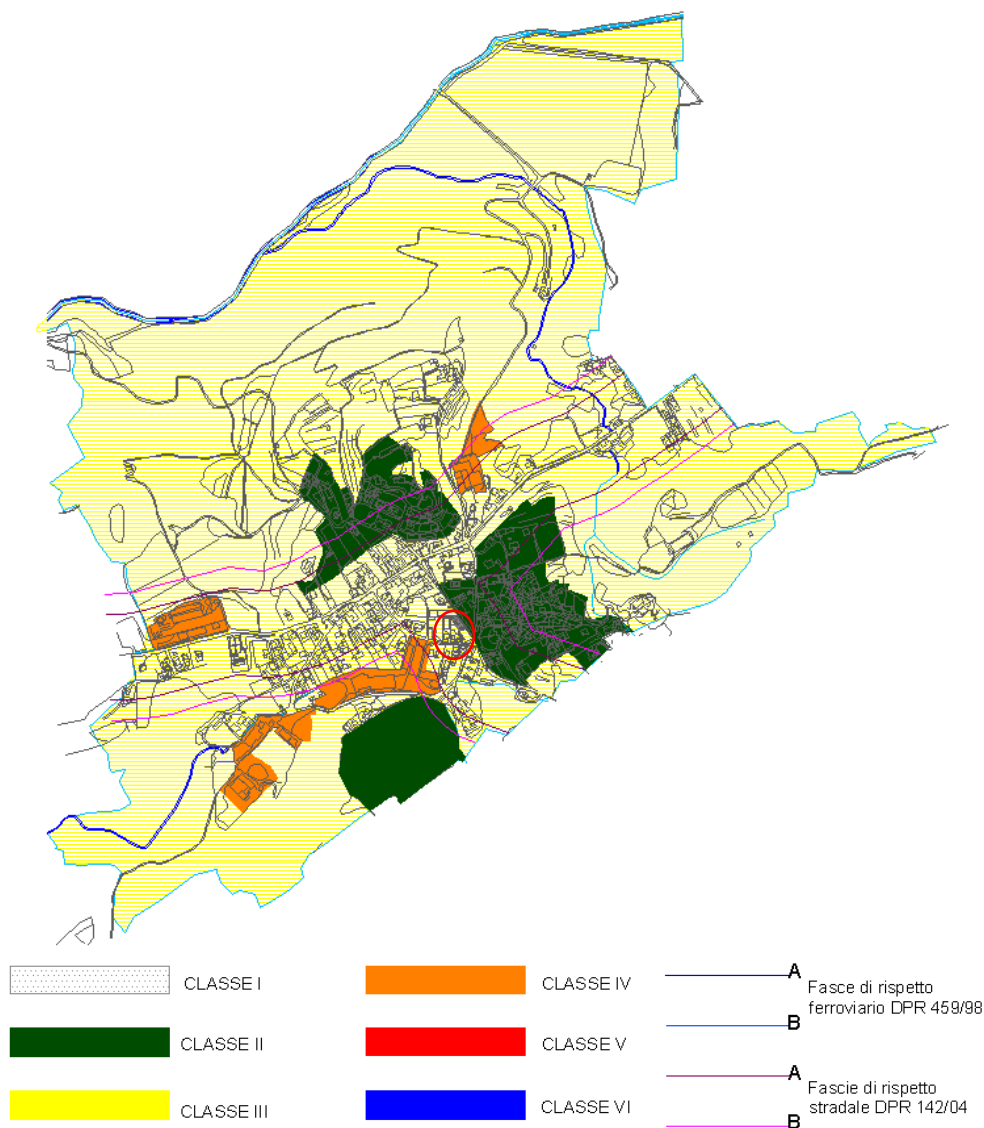 CLASSE I
CLASSE II
CLASSE III
CLASSE IV
CLASSE V
CLASSE VI
A
Fasce di rispetto
ferroviario DPR 459/98
B
A
Fascie di rispetto
stradale DPR 142/04
B